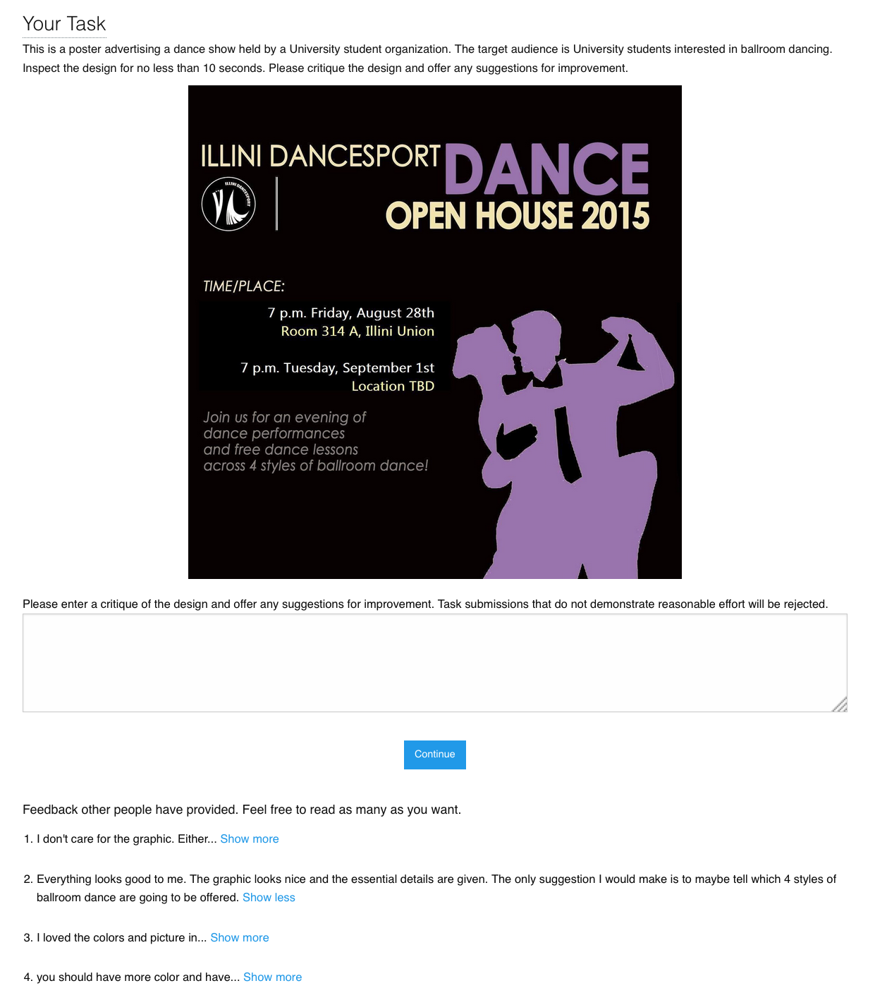 Your Task
This is a poster advertising a dance show held by a University student organization. The target audience is University students interested in ballroom dancing.
Inspect the design for no less than 10 seconds. Please critique the design and offer any suggestions for improvement.
ILLINI DANCESPORT DANCE
ILLINI DANCESPORT
OPEN HOUSE 2015
TIME/PLACE:
7 p.m. Friday, August 28th
Room 314 A, Illini Union
7 p.m. Tuesday, September 1st
Location TBD
Join us for an evening of
dance performances
and free dance lessons
across 4 styles of ballroom dance!
Please enter a critique of the design and offer any suggestions for improvement. Task submissions that do not demonstrate reasonable effort will be rejected.
Continue
Feedback other people have provided. Feel free to read as many as you want.
1. I don't care for the graphic. Either... Show more
2. Everything looks good to me. The graphic looks nice and the essential details are given. The only suggestion I would make is to maybe tell which 4 styles of
ballroom dance are going to be offered. Show less
3. I loved the colors and picture in... Show more
4. you should have more color and have... Show more